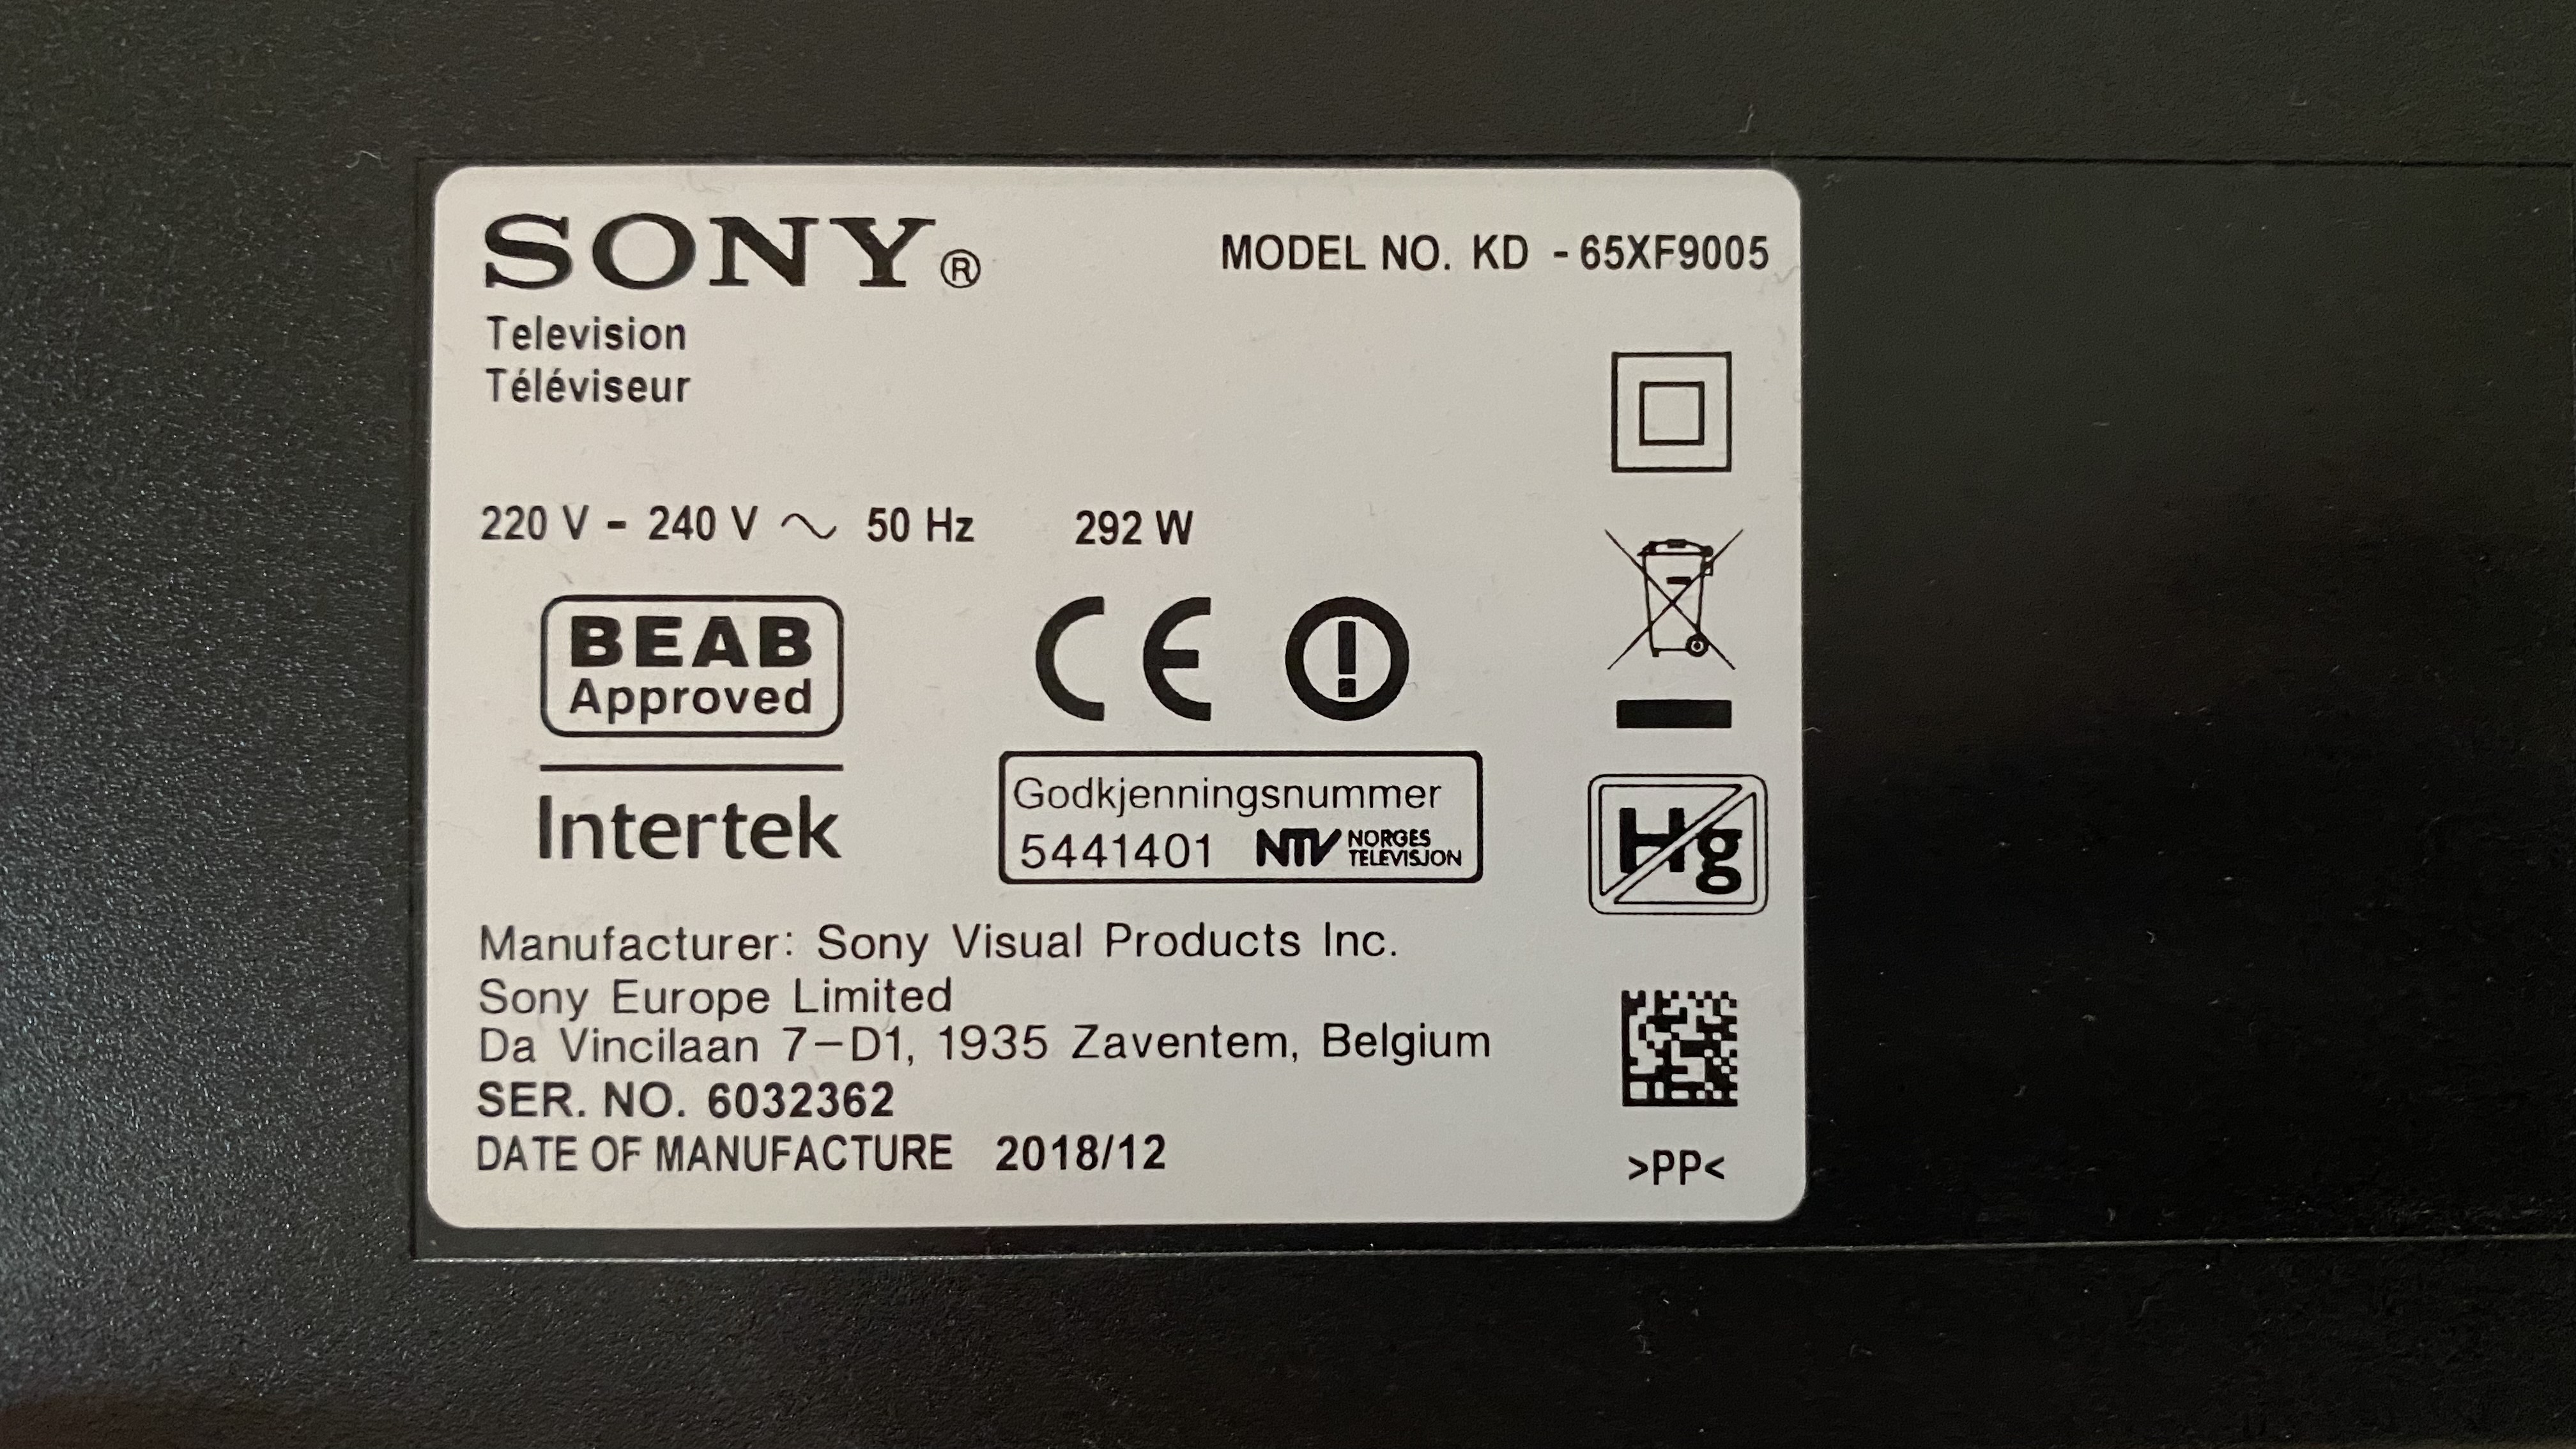 SONY®
MODEL NO. KD - 65XF9005
Television
Téléviseur
220 V - 240 V ~ 50 Hz 292 W
BEAB
Approved
Intertek
CE
Godkjenningsnummer
5441401 NTV NORGES
TELEVISJON
Hg
Manufacturer: Sony Visual Products Inc.
Sony Europe Limited
Da Vincilaan 7-D1, 1935 Zaventem, Belgium
SER. NO. 6032362
DATE OF MANUFACTURE 2018/12
>PP<